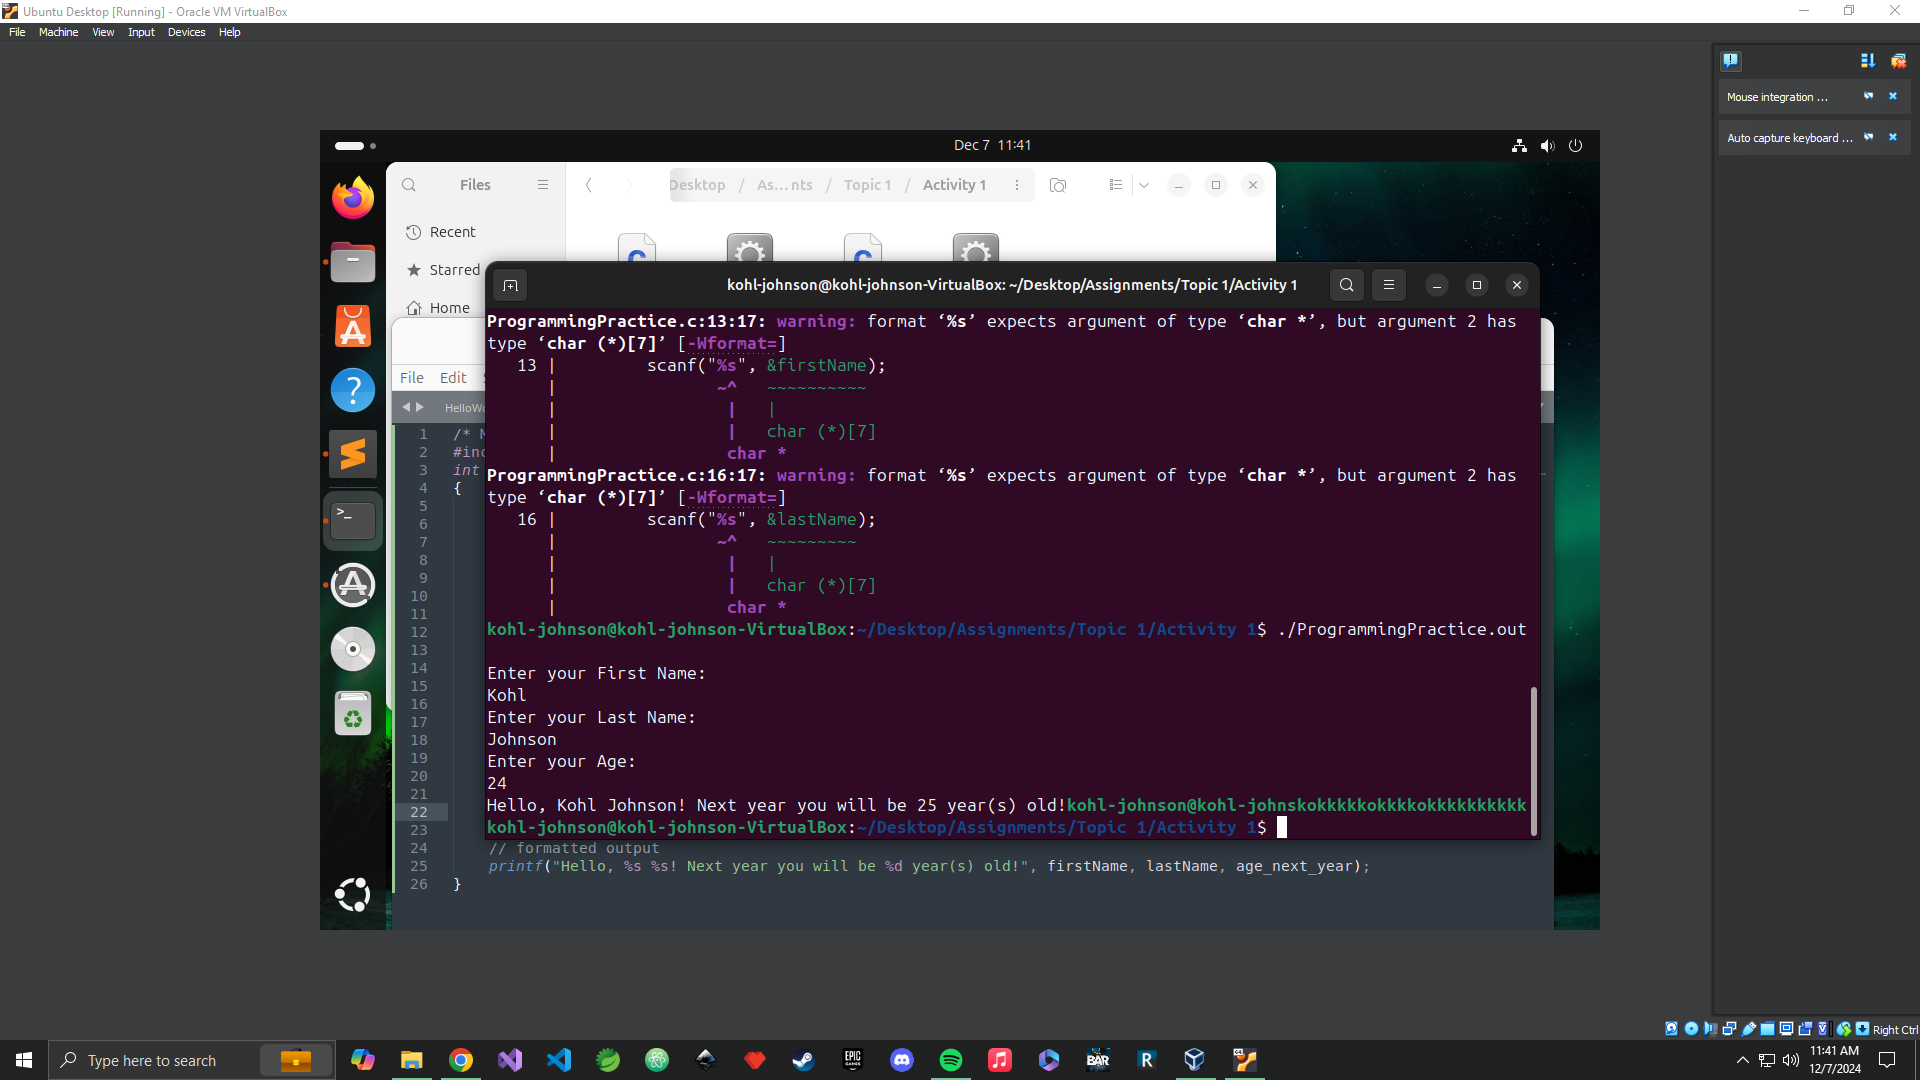 Ubuntu Desktop [Running] - Oracle VM VirtualBox
File Machine View Input Devices Help
Mouse integration ...
Auto capture keyboard ...
Dec 7 11:41
Files
Desktop / As...nts / Topic 1 / Activity 1
Recent
Starred
Home
kohl-johnson@kohl-johnson-VirtualBox: ~/Desktop/Assignments/Topic 1/Activity 1
File Edit
HelloWo
ProgrammingPractice.c:13:17: warning: format ‘%s’ expects argument of type ‘char *’, but argument 2 has
type ‘char (*)[7]’ [-Wformat=]
13 | scanf("%s", &firstName);
| ~^ ~~~~~~~~~~
| | |
| | char (*)[7]
| char *
ProgrammingPractice.c:16:17: warning: format ‘%s’ expects argument of type ‘char *’, but argument 2 has
type ‘char (*)[7]’ [-Wformat=]
16 | scanf("%s", &lastName);
| ~^ ~~~~~~~~~
| | |
| | char (*)[7]
| char *
kohl-johnson@kohl-johnson-VirtualBox:~/Desktop/Assignments/Topic 1/Activity 1$ ./ProgrammingPractice.out
Enter your First Name:
Kohl
Enter your Last Name:
Johnson
Enter your Age:
24
Hello, Kohl Johnson! Next year you will be 25 year(s) old!kohl-johnson@kohl-johnskokkkkkokkkkokkkkkkkkkk
kohl-johnson@kohl-johnson-VirtualBox:~/Desktop/Assignments/Topic 1/Activity 1$
1 /*
2 #inc
3 int
4 {
5
6
7
8
9
10
11
12
13
14
15
16
17
18
19
20
21
22
23
24 // formatted output
25 printf("Hello, %s %s! Next year you will be %d year(s) old!", firstName, lastName, age_next_year);
26 }
Right Ctrl
Type here to search
EPIC GAMES
BAR
R
11:41 AM
12/7/2024